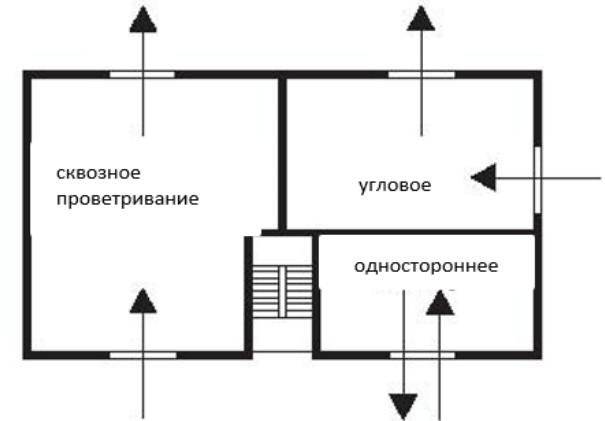 сквозное
проветривание
угловое
одностороннее